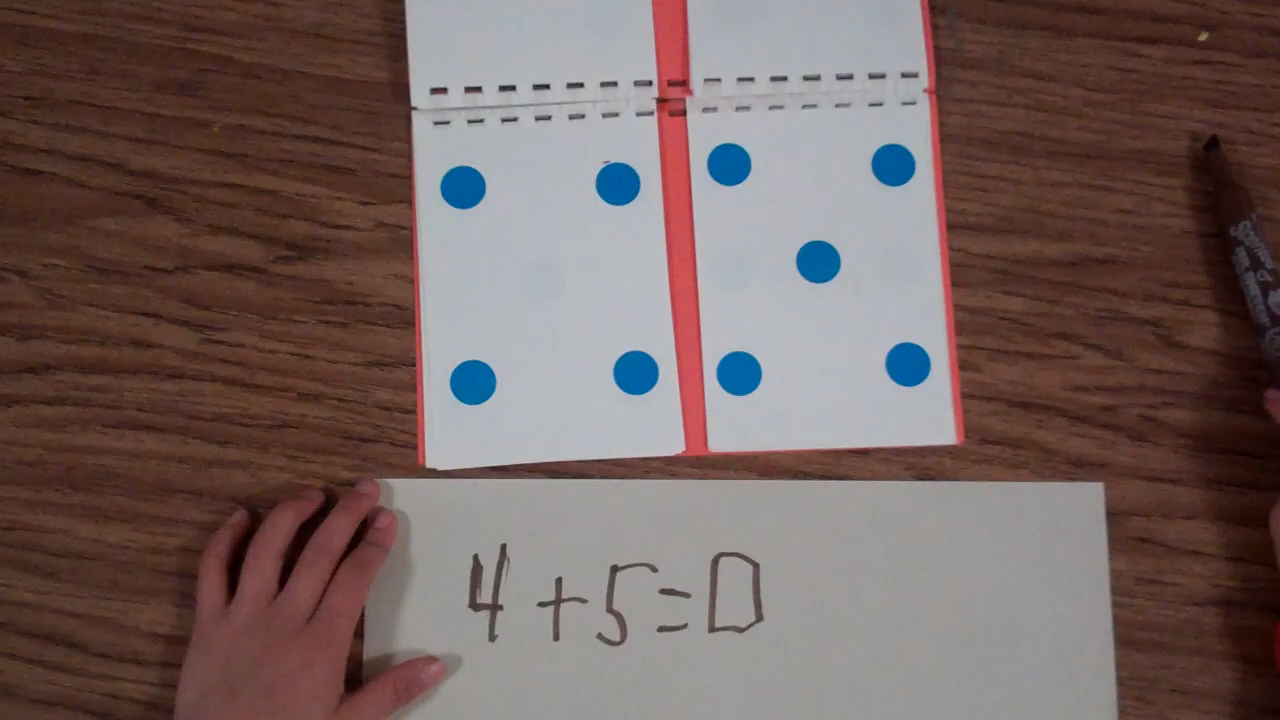 4 + 5 = □